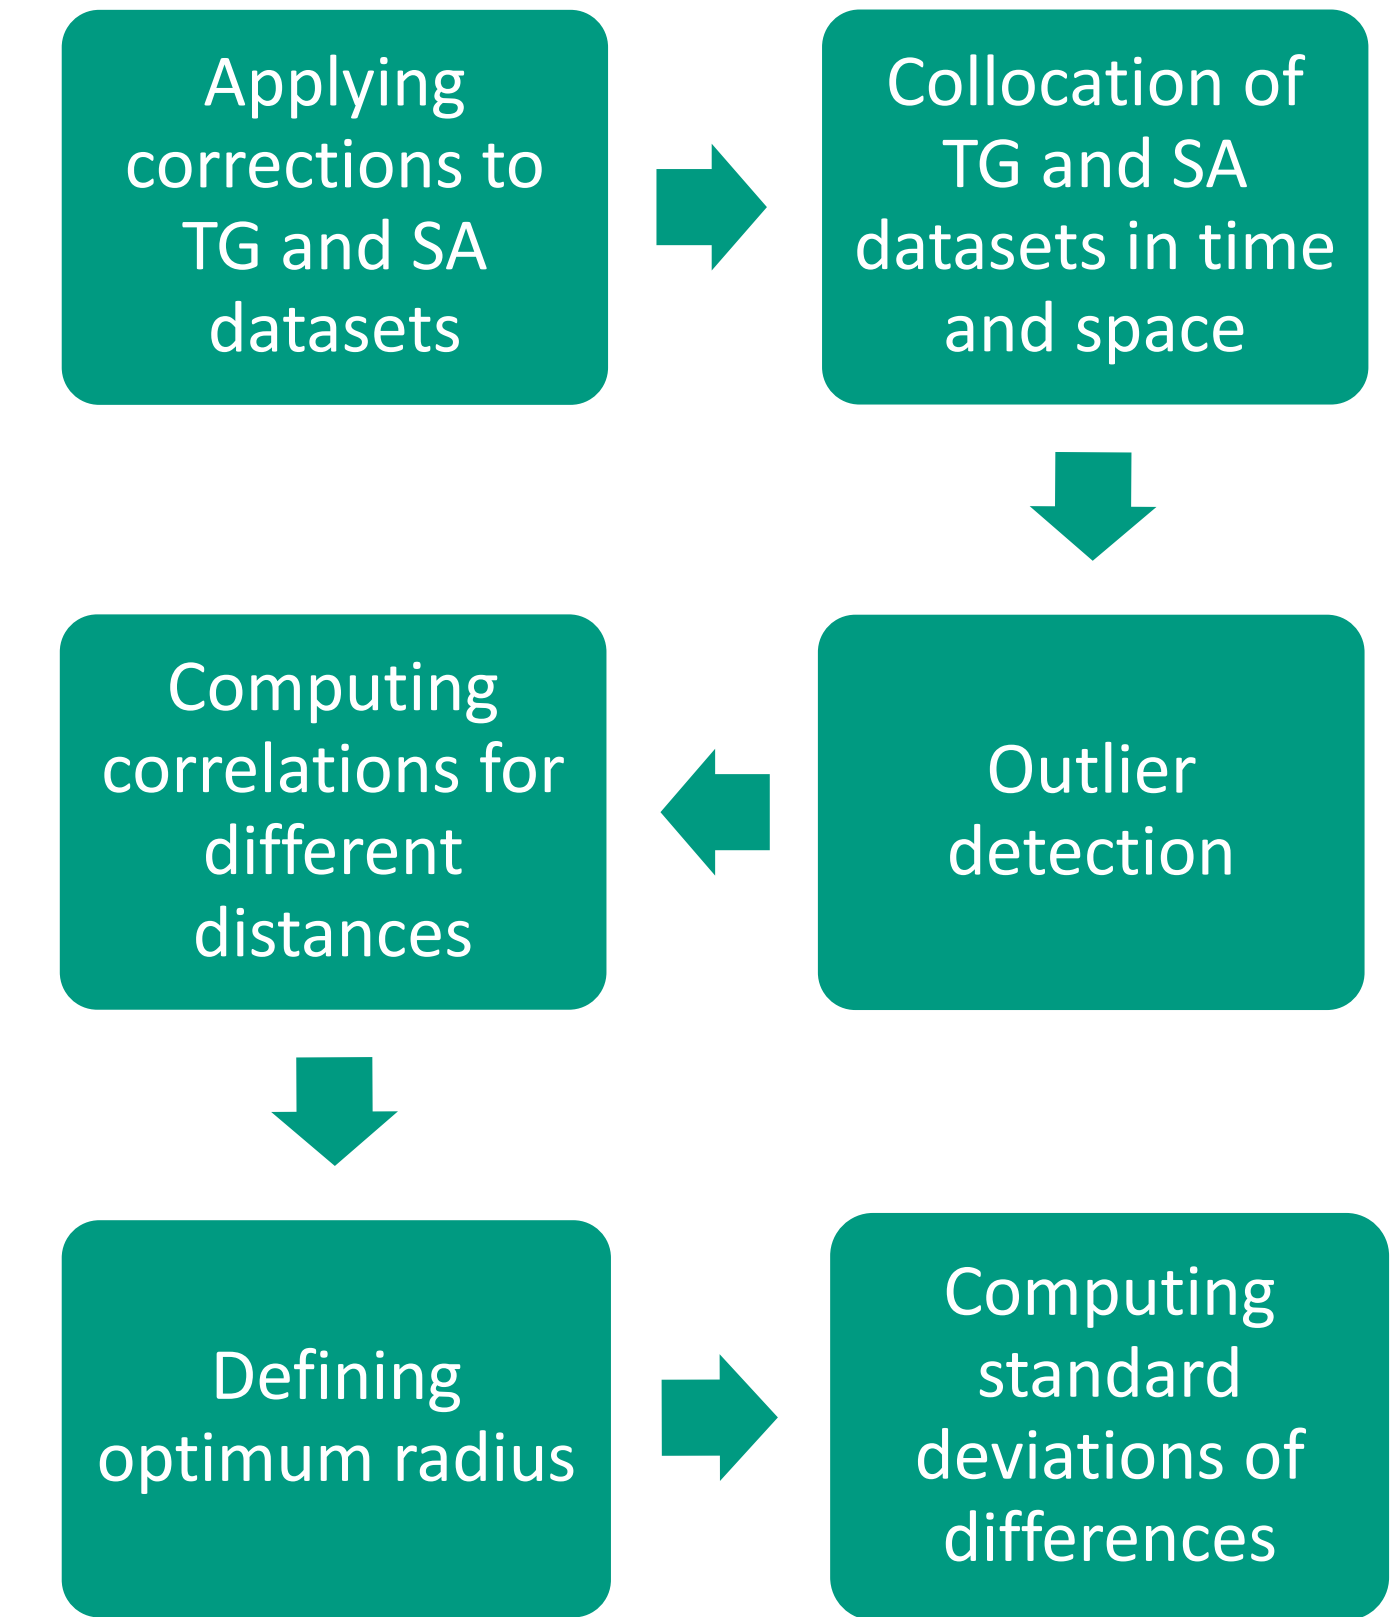 Applying
corrections to
TG and SA
datasets
Collocation of
TG and SA
datasets in time
and space
Outlier
detection
Computing
correlations for
different
distances
Defining
optimum radius
Computing
standard
deviations of
differences